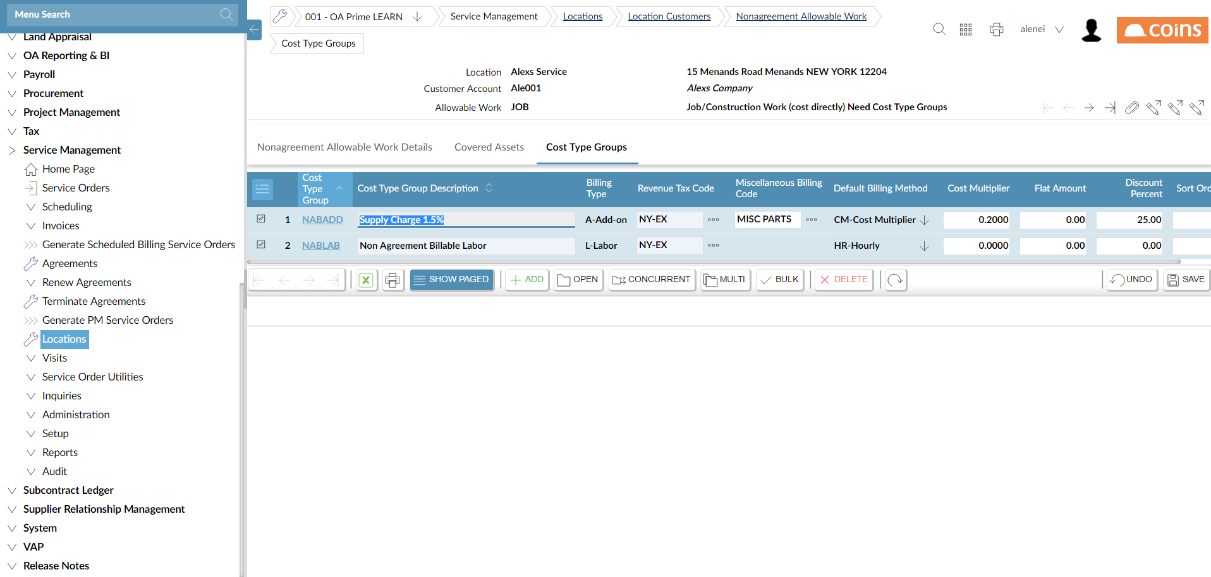 Menu Search
Land Appraisal
OA Reporting & BI
Payroll
Procurement
Project Management
Tax
Service Management
Home Page
Service Orders
Scheduling
Invoices
Generate Scheduled Billing Service Orders
Agreements
Renew Agreements
Terminate Agreements
Generate PM Service Orders
Locations
Visits
Service Order Utilities
Inquiries
Administration
Setup
Reports
Audit
Subcontract Ledger
Supplier Relationship Management
System
VAP
Release Notes
001 - OA Prime LEARN Service Management Locations Location Customers Nonagreement Allowable Work
Cost Type Groups
alenei
coins
Location Alexs Service 15 Menands Road Menands NEW YORK 12204
Customer Account Ale001 Alexs Company
Allowable Work JOB Job/Construction Work (cost directly) Need Cost Type Groups
Nonagreement Allowable Work Details Covered Assets Cost Type Groups
Cost Type Group Cost Type Group Description Billing Type Revenue Tax Code Miscellaneous Billing Code Default Billing Method Cost Multiplier Flat Amount Discount Percent Sort Ord
1 NABADD Supply Charge 1.5% A-Add-on NY-EX MISC PARTS CM-Cost Multiplier 0.2000 0.00 25.00
2 NABLAB Non Agreement Billable Labor L-Labor NY-EX HR-Hourly 0.0000 0.00 0.00
SHOW PAGED ADD OPEN CONCURRENT MULTI BULK DELETE UNDO SAVE